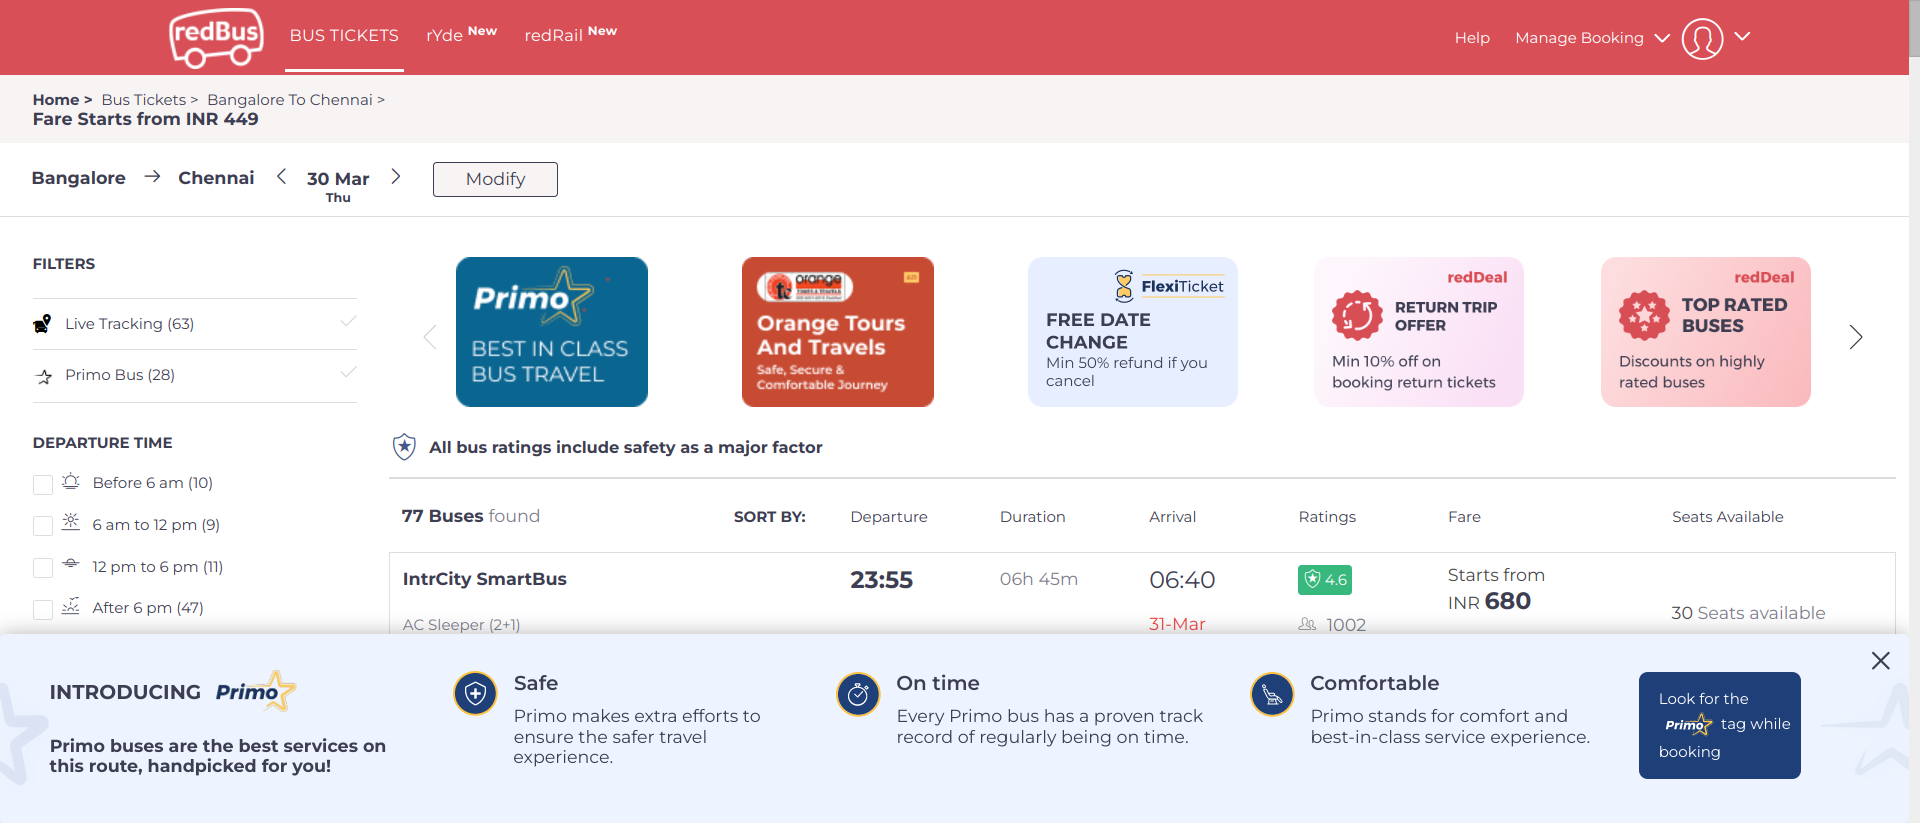 redBus
BUS TICKETS
rYde New
redRail New
Help
Manage Booking
Home > Bus Tickets > Bangalore To Chennai >
Fare Starts from INR 449
Bangalore → Chennai < 30 Mar >
Thu
Modify
FILTERS
Live Tracking (63)
Primo Bus (28)
DEPARTURE TIME
Before 6 am (10)
6 am to 12 pm (9)
12 pm to 6 pm (11)
After 6 pm (47)
Primo
BEST IN CLASS
BUS TRAVEL
orange
Orange Tours
And Travels
Safe, Secure &
Comfortable Journey
FlexiTicket
FREE DATE
CHANGE
Min 50% refund if you
cancel
redDeal
RETURN TRIP
OFFER
Min 10% off on
booking return tickets
redDeal
TOP RATED
BUSES
Discounts on highly
rated buses
All bus ratings include safety as a major factor
77 Buses found
SORT BY:
Departure
Duration
Arrival
Ratings
Fare
Seats Available
IntrCity SmartBus
23:55
06h 45m
06:40
4.6
Starts from
INR 680
30 Seats available
AC Sleeper (2+1)
31-Mar
1002
INTRODUCING Primo
Primo buses are the best services on
this route, handpicked for you!
Safe
Primo makes extra efforts to
ensure the safer travel
experience.
On time
Every Primo bus has a proven track
record of regularly being on time.
Comfortable
Primo stands for comfort and
best-in-class service experience.
Look for the
Primo tag while
booking